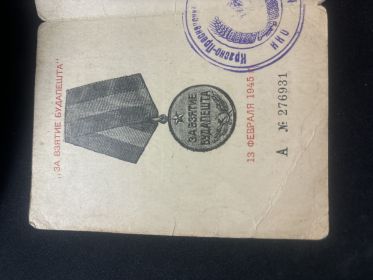 „ЗА ВЗЯТИЕ БУДАПЕШТА"
ЗА ВЗЯТИЕ
БУДАПЕШТА
13 ФЕВРАЛЯ 1945
А № 276931